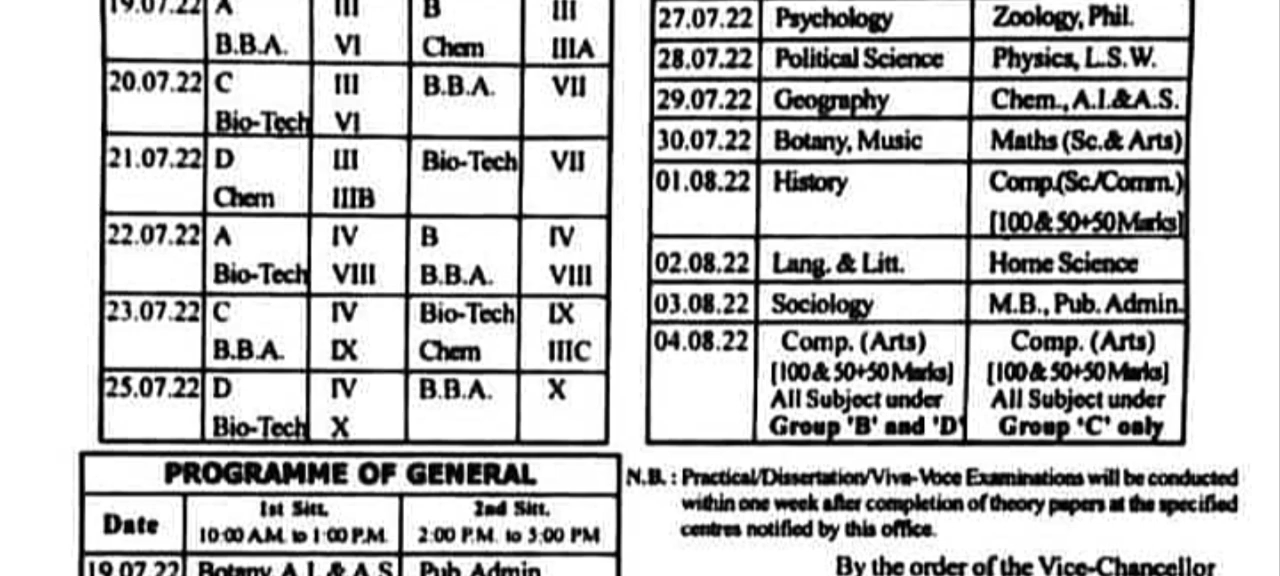 19.07.22 A III B III
B.B.A. VI Chem IIIA
20.07.22 C III B.B.A. VII
Bio-Tech VI
21.07.22 D III Bio-Tech VII
Chem IIIB
22.07.22 A IV B IV
Bio-Tech VIII B.B.A. VIII
23.07.22 C IV Bio-Tech IX
B.B.A. IX Chem IIIC
25.07.22 D IV B.B.A. X
Bio-Tech X
PROGRAMME OF GENERAL
Date 1st Sitt. 2nd Sitt.
10:00 A.M. to 1:00 P.M. 2:00 P.M. to 5:00 PM
19.07.22 Botany, A.I. & A.S. Pub. Admin.
27.07.22 Psychology Zoology, Phil.
28.07.22 Political Science Physics, L.S.W.
29.07.22 Geography Chem., A.I.&A.S.
30.07.22 Botany, Music Maths (Sc.& Arts)
01.08.22 History Comp.(Sc./Comm.)
[100 & 50+50 Marks]
02.08.22 Lang. & Litt. Home Science
03.08.22 Sociology M.B., Pub. Admin.
04.08.22 Comp. (Arts) Comp. (Arts)
[100 & 50+50 Marks] [100 & 50+50 Marks]
All Subject under All Subject under
Group 'B' and 'D' Group 'C' only
N.B. : Practical/Dissertation/Viva-Voce Examinations will be conducted
within one week after completion of theory papers at the specified
centres notified by this office.
By the order of the Vice-Chancellor